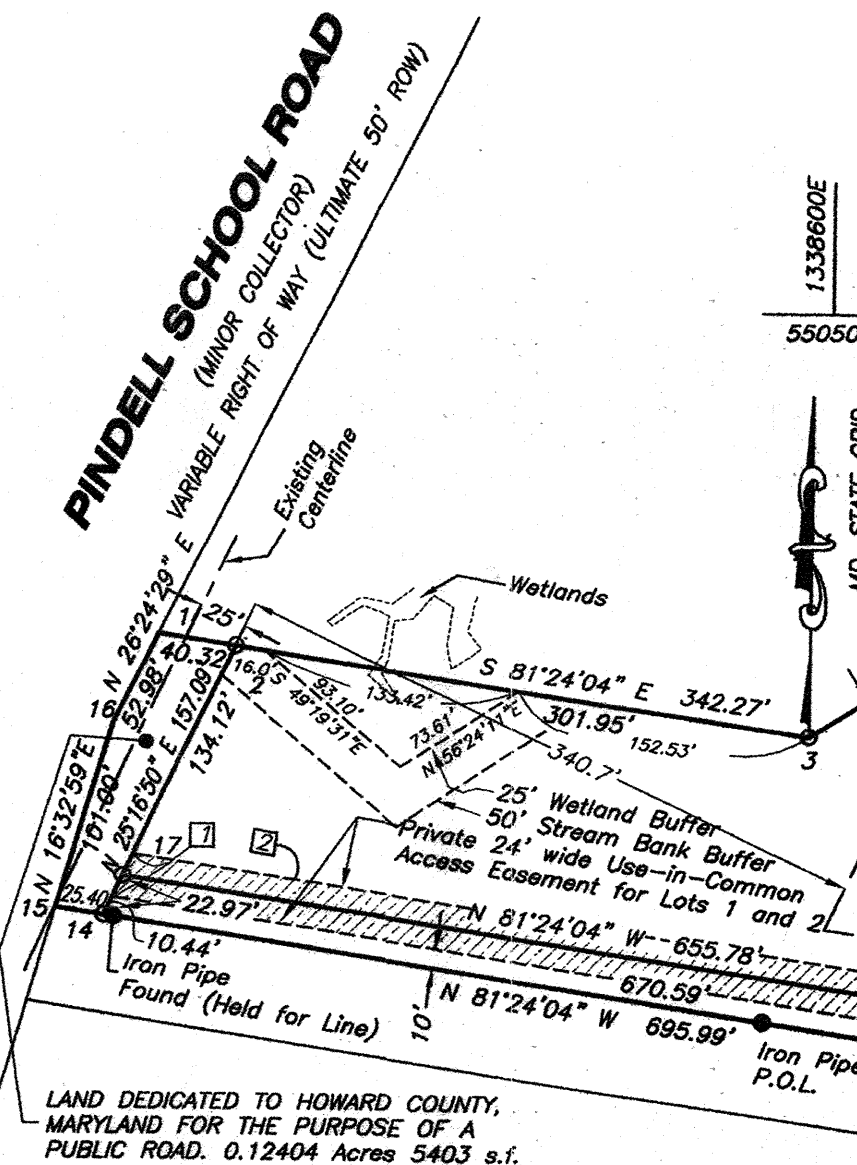 PINDELL SCHOOL ROAD
(MINOR COLLECTOR)
VARIABLE RIGHT OF WAY (ULTIMATE 50' ROW)
1338600E
55050
Existing
Centerline
Wetlands
N 26°24'29" E
52.98'
1
25'
40.32'
16.0'
2
S 49°19'31"E
93.10'
133.42'
S 81°24'04" E 342.27'
301.95'
152.53'
3
73.61'
N 56°24'11"E
340.7'
16
N 16°32'59"E
101.00'
N 25°16'50" E 157.09'
134.12'
25' Wetland Buffer
50' Stream Bank Buffer
Private 24' wide Use-in-Common
Access Easement for Lots 1 and 2
17
1
2
15
25.40'
14
22.97'
10.44'
Iron Pipe
Found (Held for Line)
10'
N 81°24'04" W 655.78'
670.59'
N 81°24'04" W 695.99'
Iron Pipe
P.O.L.
MD. STATE GRID
LAND DEDICATED TO HOWARD COUNTY,
MARYLAND FOR THE PURPOSE OF A
PUBLIC ROAD. 0.12404 Acres 5403 s.f.